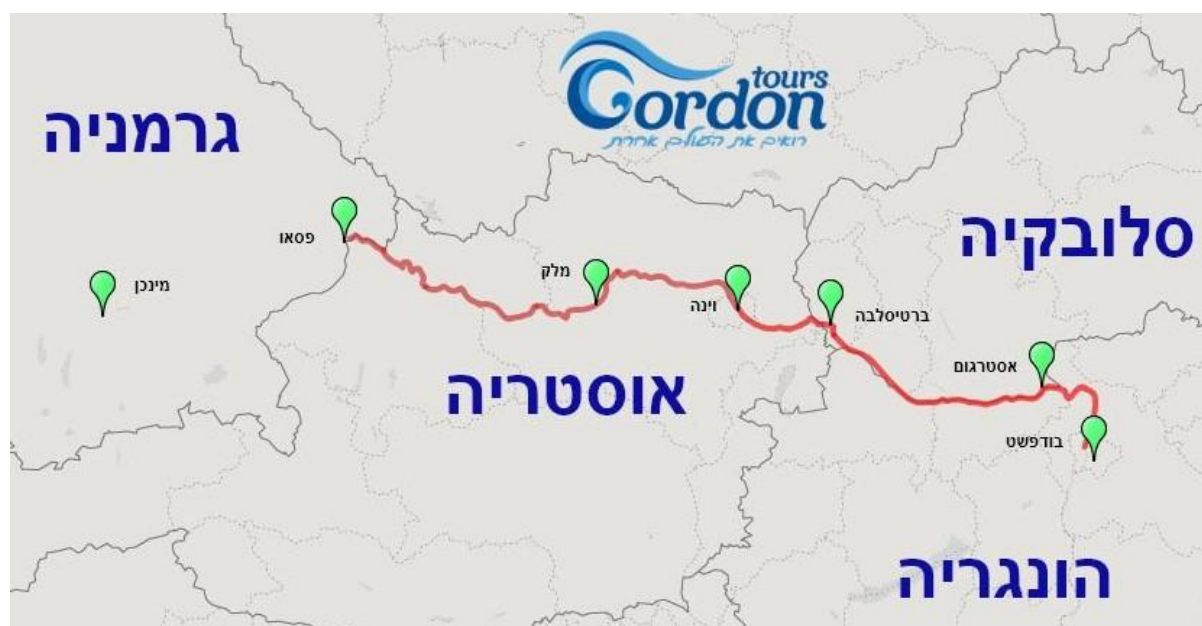 tours
Gordon
רואים את העולם אחרת
גרמניה
סלובקיה
פסאו
מינכן
מלק
וינה
ברטיסלבה
אוסטריה
אסטרגום
בודפשט
הונגריה